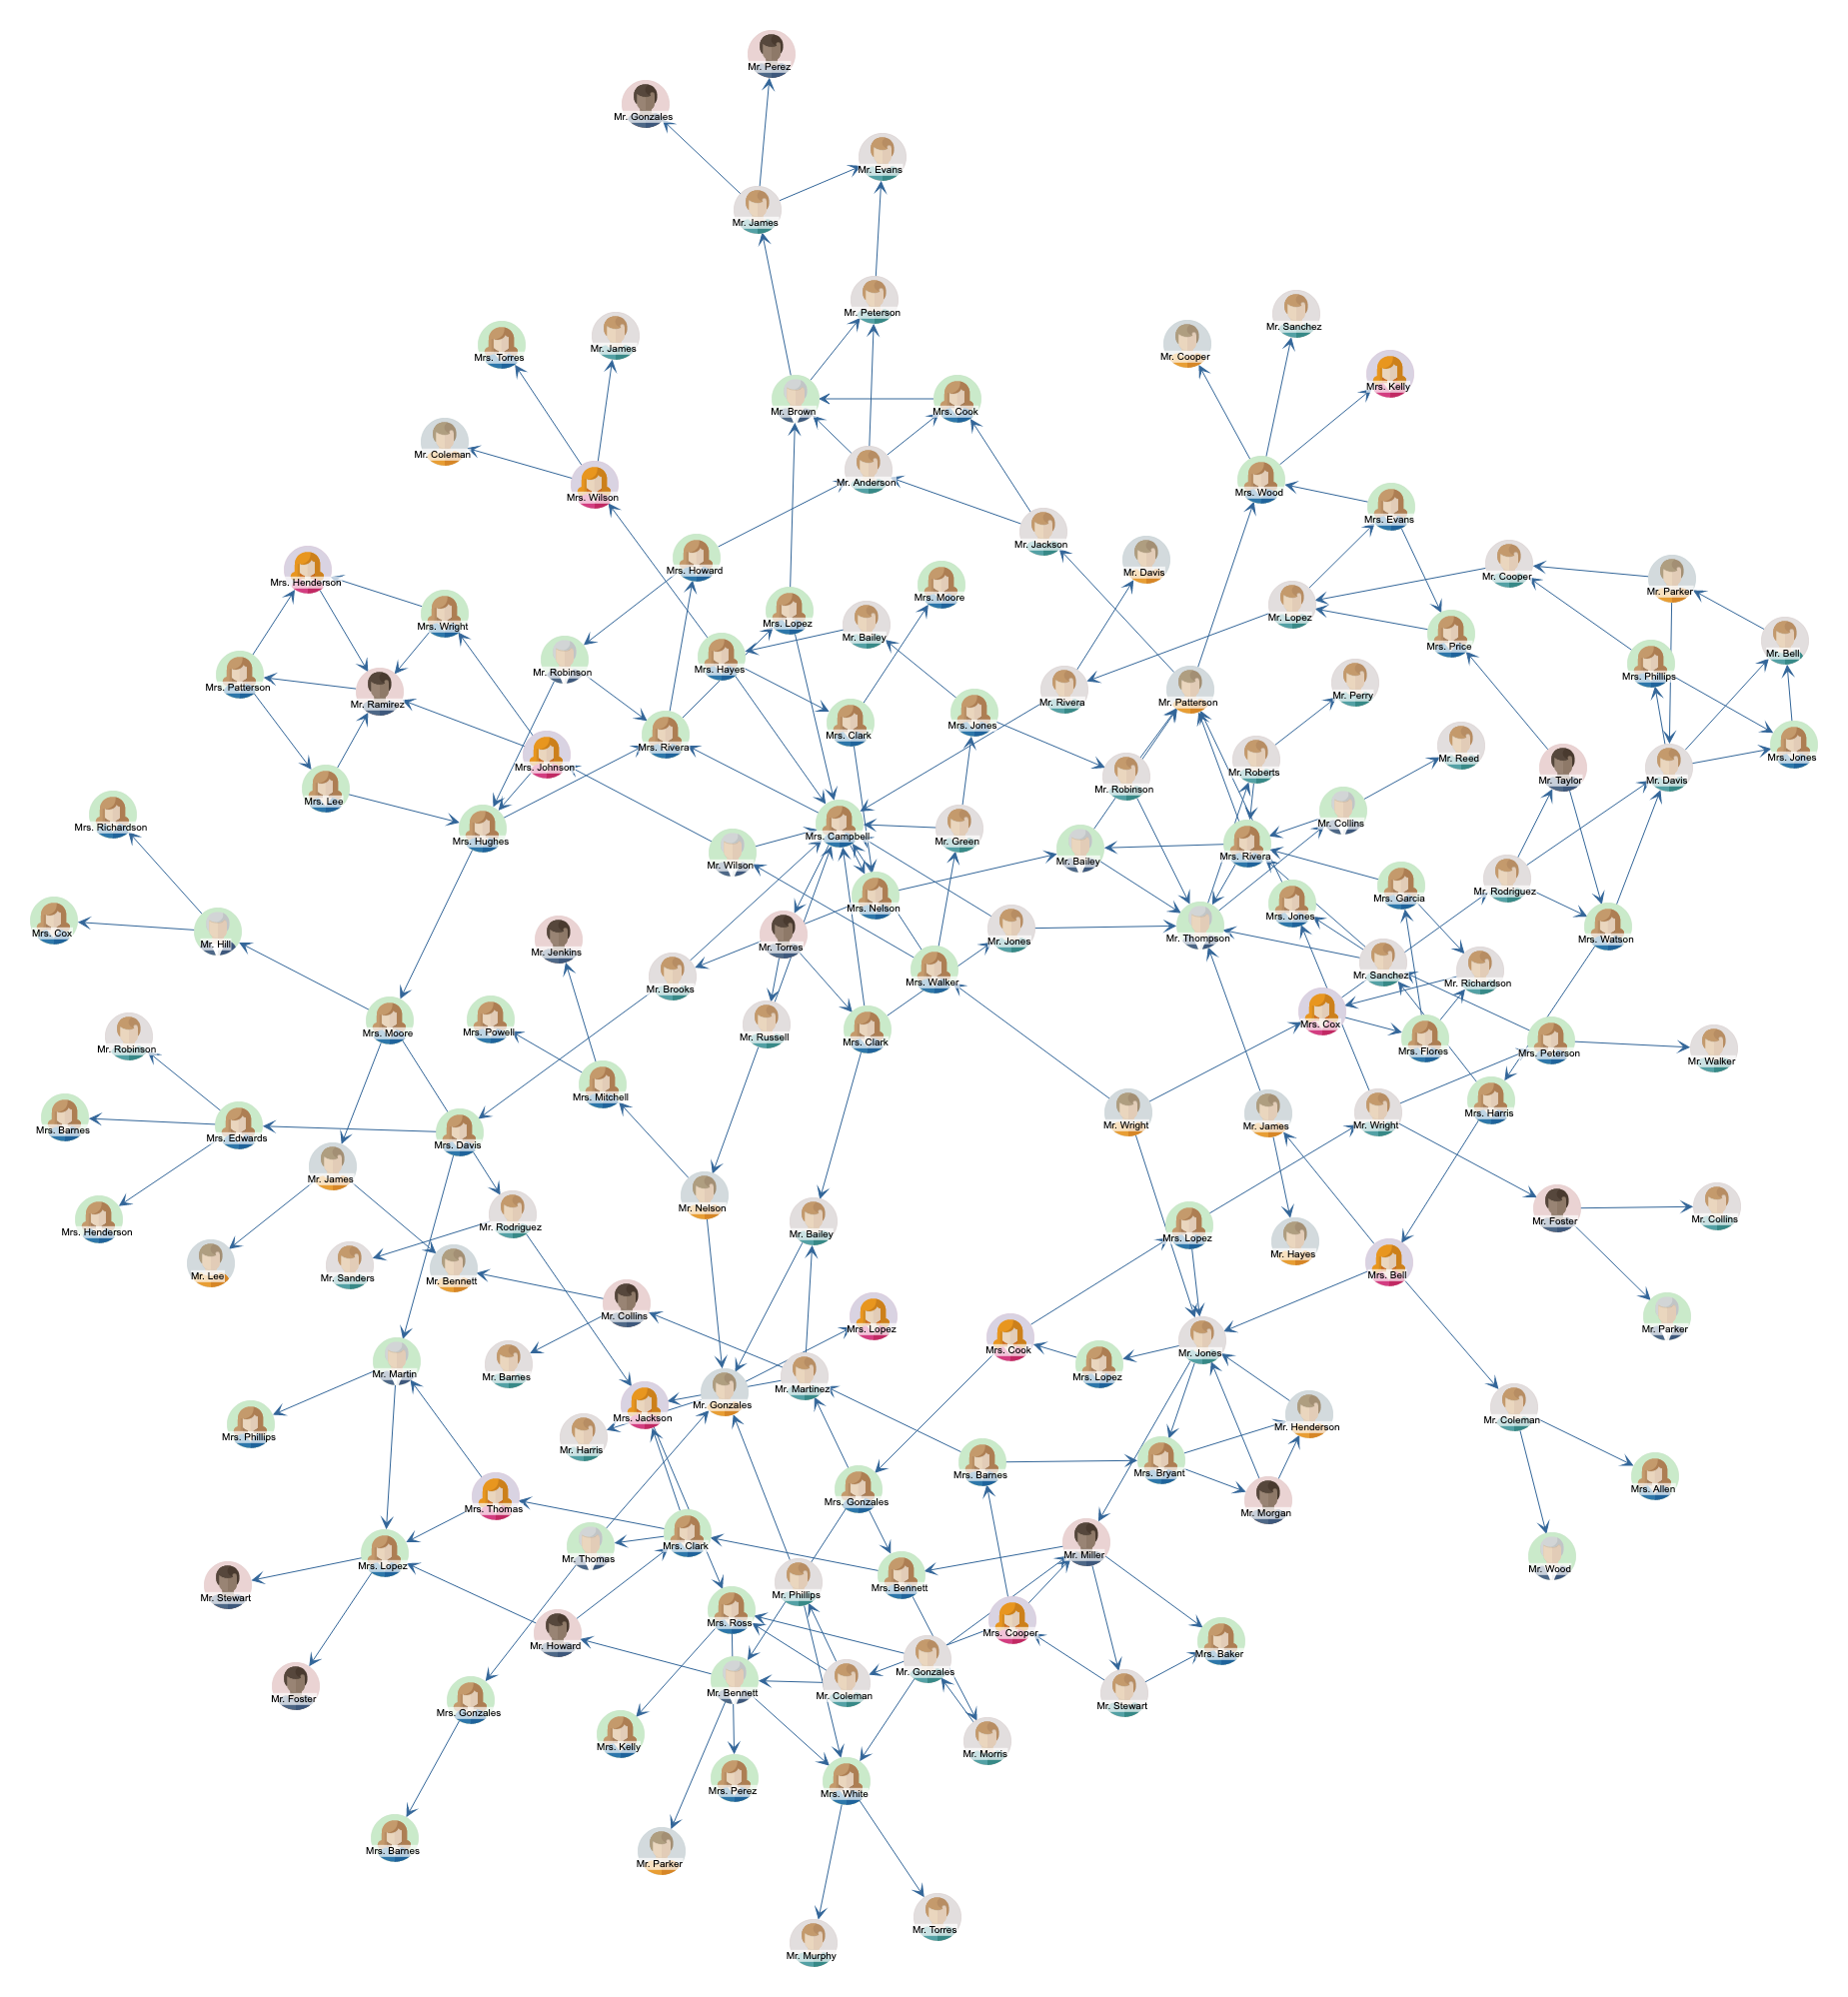 Mr. Perez
Mr. Gonzales
Mr. Evans
Mr. James
Mr. Peterson
Mr. Sanchez
Mrs. Torres
Mr. James
Mr. Cooper
Mrs. Kelly
Mr. Brown
Mrs. Cook
Mr. Coleman
Mr. Anderson
Mrs. Wilson
Mrs. Wood
Mrs. Evans
Mr. Jackson
Mrs. Howard
Mr. Davis
Mr. Cooper
Mrs. Henderson
Mr. Parker
Mrs. Moore
Mrs. Wright
Mrs. Lopez
Mr. Bailey
Mr. Lopez
Mrs. Price
Mr. Bell
Mr. Robinson
Mrs. Hayes
Mrs. Phillips
Mrs. Patterson
Mr. Ramirez
Mr. Rivera
Mr. Patterson
Mr. Perry
Mrs. Jones
Mrs. Clark
Mrs. Rivera
Mrs. Johnson
Mr. Reed
Mrs. Jones
Mr. Roberts
Mr. Taylor
Mr. Davis
Mr. Robinson
Mrs. Lee
Mrs. Richardson
Mr. Collins
Mrs. Campbell
Mr. Green
Mrs. Hughes
Mr. Wilson
Mr. Bailey
Mrs. Rivera
Mr. Rodriguez
Mrs. Garcia
Mrs. Nelson
Mrs. Jones
Mrs. Cox
Mr. Hill
Mr. Torres
Mr. Jones
Mr. Thompson
Mrs. Watson
Mr. Jenkins
Mr. Sanchez
Mr. Brooks
Mrs. Walker
Mr. Richardson
Mrs. Cox
Mrs. Moore
Mrs. Powell
Mr. Russell
Mrs. Clark
Mr. Robinson
Mrs. Flores
Mrs. Peterson
Mr. Walker
Mrs. Mitchell
Mrs. Harris
Mr. Wright
Mr. James
Mr. Wright
Mrs. Barnes
Mrs. Edwards
Mrs. Davis
Mr. James
Mr. Nelson
Mr. Foster
Mr. Collins
Mrs. Henderson
Mr. Rodriguez
Mr. Bailey
Mrs. Lopez
Mr. Hayes
Mr. Lee
Mr. Sanders
Mr. Bennett
Mrs. Bell
Mr. Collins
Mrs. Lopez
Mr. Parker
Mrs. Cook
Mr. Jones
Mr. Martin
Mr. Barnes
Mrs. Lopez
Mr. Martinez
Mr. Gonzales
Mrs. Jackson
Mr. Coleman
Mr. Henderson
Mrs. Phillips
Mr. Harris
Mrs. Barnes
Mrs. Bryant
Mrs. Gonzales
Mrs. Allen
Mrs. Thomas
Mr. Morgan
Mrs. Clark
Mr. Thomas
Mr. Miller
Mrs. Lopez
Mr. Wood
Mrs. Bennett
Mr. Stewart
Mr. Phillips
Mrs. Ross
Mrs. Cooper
Mr. Howard
Mrs. Baker
Mr. Gonzales
Mr. Foster
Mr. Bennett
Mr. Coleman
Mr. Stewart
Mrs. Gonzales
Mrs. Kelly
Mr. Morris
Mrs. Perez
Mrs. White
Mrs. Barnes
Mr. Parker
Mr. Torres
Mr. Murphy